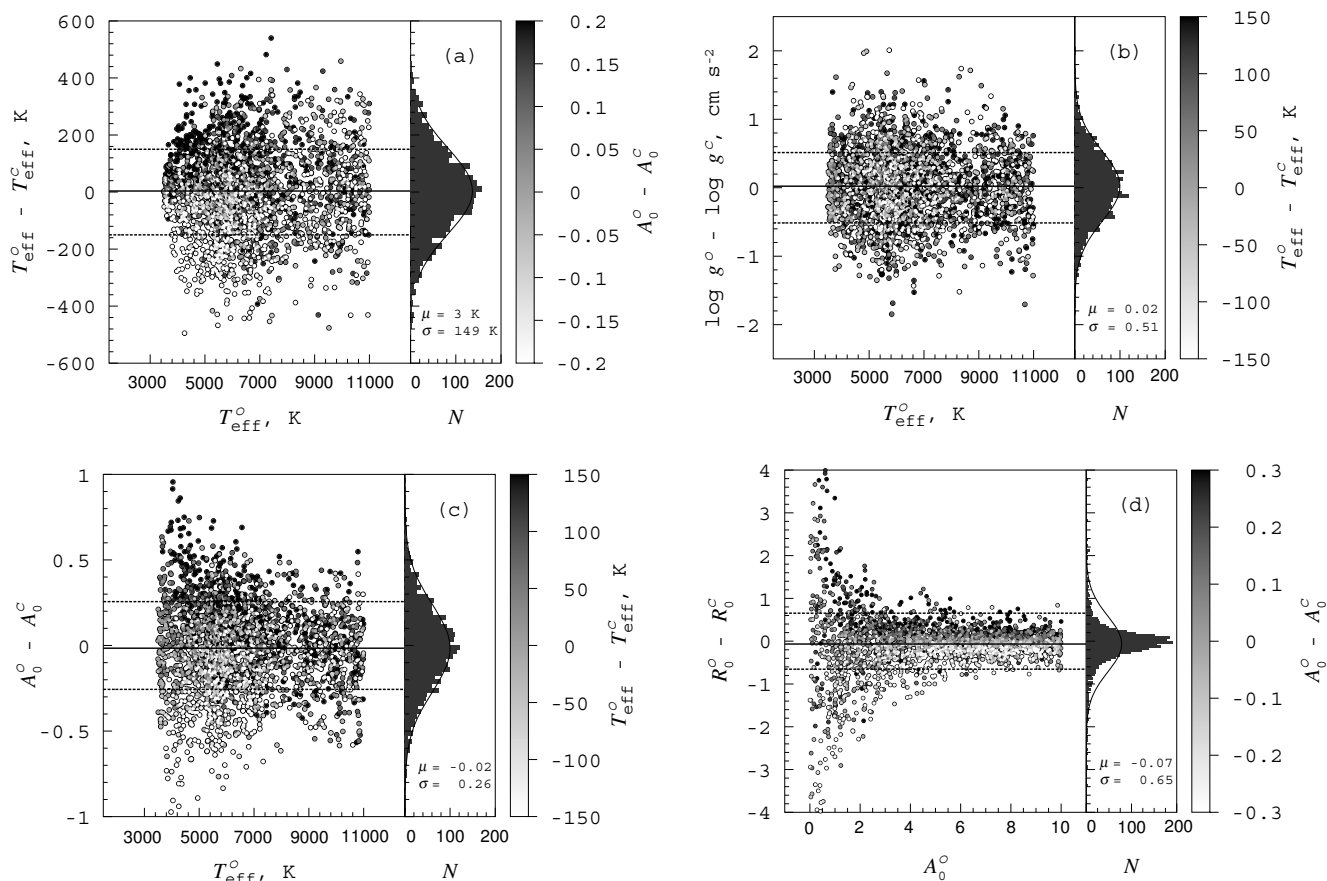 (a)
T_eff^O - T_eff^C, K
600
400
200
0
-200
-400
-600
μ = 3 K
σ = 149 K
3000 5000 7000 9000 11000
0 100 200
T_eff^O, K
N
0.2
0.15
0.1
0.05
0
-0.05
-0.1
-0.15
-0.2
A_0^O - A_0^C
(b)
log g^O - log g^C, cm s^-2
2
1
0
-1
-2
μ = 0.02
σ = 0.51
3000 5000 7000 9000 11000
0 100 200
T_eff^O, K
N
150
100
50
0
-50
-100
-150
T_eff^O - T_eff^C, K
(c)
A_0^O - A_0^C
1
0.5
0
-0.5
-1
μ = -0.02
σ = 0.26
3000 5000 7000 9000 11000
0 100 200
T_eff^O, K
N
150
100
50
0
-50
-100
-150
T_eff^O - T_eff^C, K
(d)
R_0^O - R_0^C
4
3
2
1
0
-1
-2
-3
-4
μ = -0.07
σ = 0.65
0 2 4 6 8 10
0 100 200
A_0^O
N
0.3
0.2
0.1
0
-0.1
-0.2
-0.3
A_0^O - A_0^C